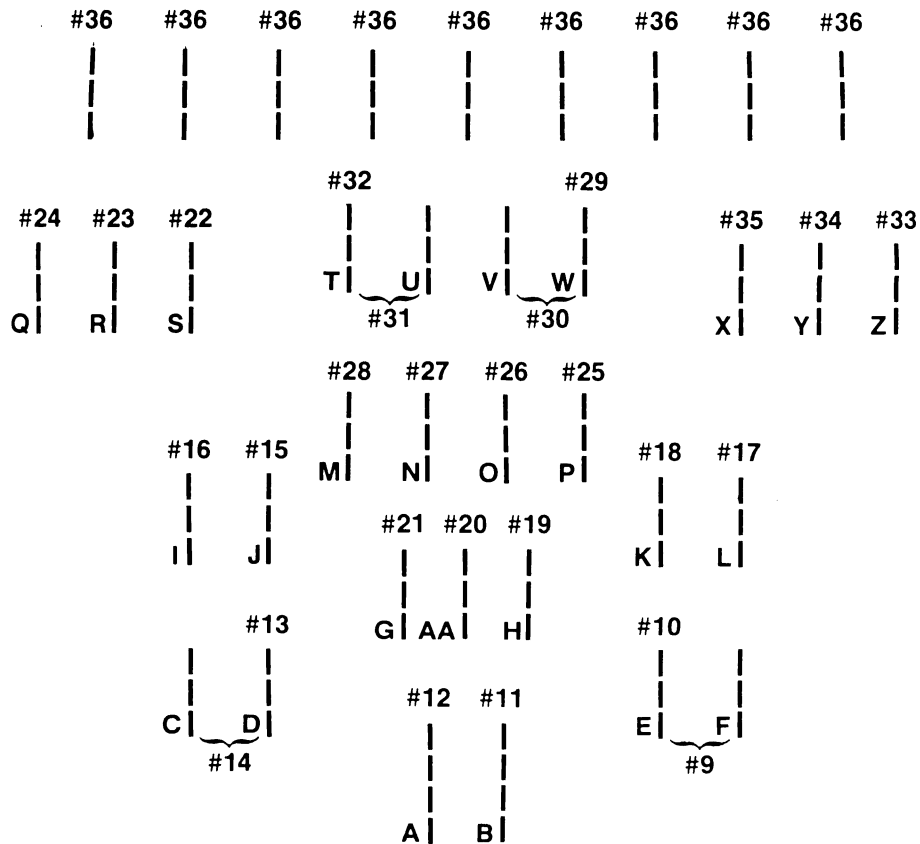 #36 #36 #36 #36 #36 #36 #36 #36 #36
#32 #29
#24 #23 #22 #35 #34 #33
T U V W
#31 #30
Q R S X Y Z
#28 #27 #26 #25
#16 #15 #18 #17
M N O P
#21 #20 #19
I J K L
#13 #10
G AA H
#12 #11
C D E F
#14 #9
A B